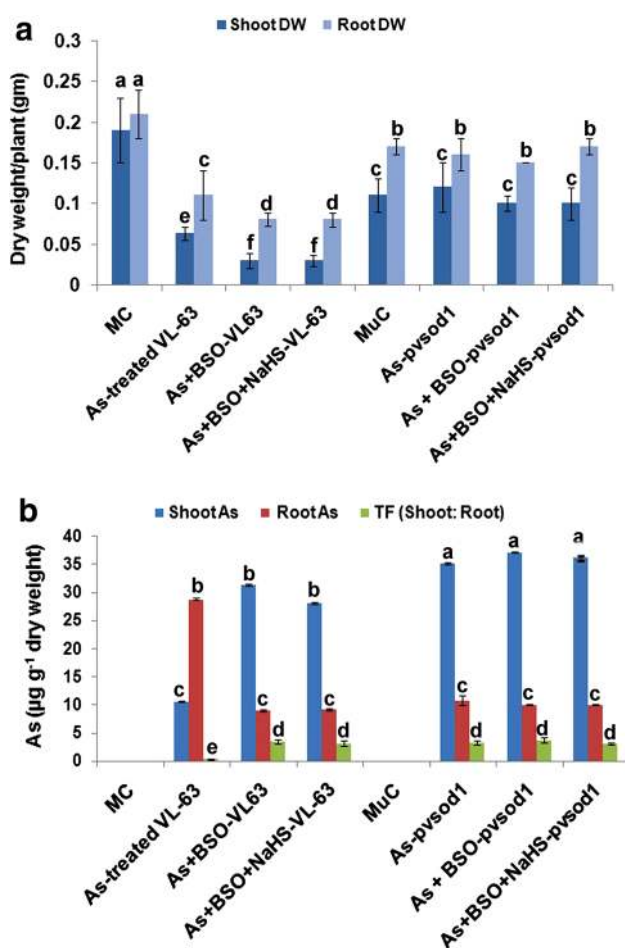 a
Shoot DW Root DW
0.3
0.25
0.2
0.15
0.1
0.05
0
Dry weight/plant (gm)
a a
e c
f d
f d
c b
c b
c b
c b
MC
As-treated VL-63
As+BSO-VL63
As+BSO+NaHS-VL-63
MuC
As-pvsod1
As + BSO-pvsod1
As+BSO+NaHS-pvsod1
b
Shoot As Root As TF (Shoot: Root)
40
35
30
25
20
15
10
5
0
As (µg g-1 dry weight)
c b e
b c d
b c d
a c d
a c d
a c d
MC
As-treated VL-63
As+BSO-VL63
As+BSO+NaHS-VL-63
MuC
As-pvsod1
As + BSO-pvsod1
As+BSO+NaHS-pvsod1